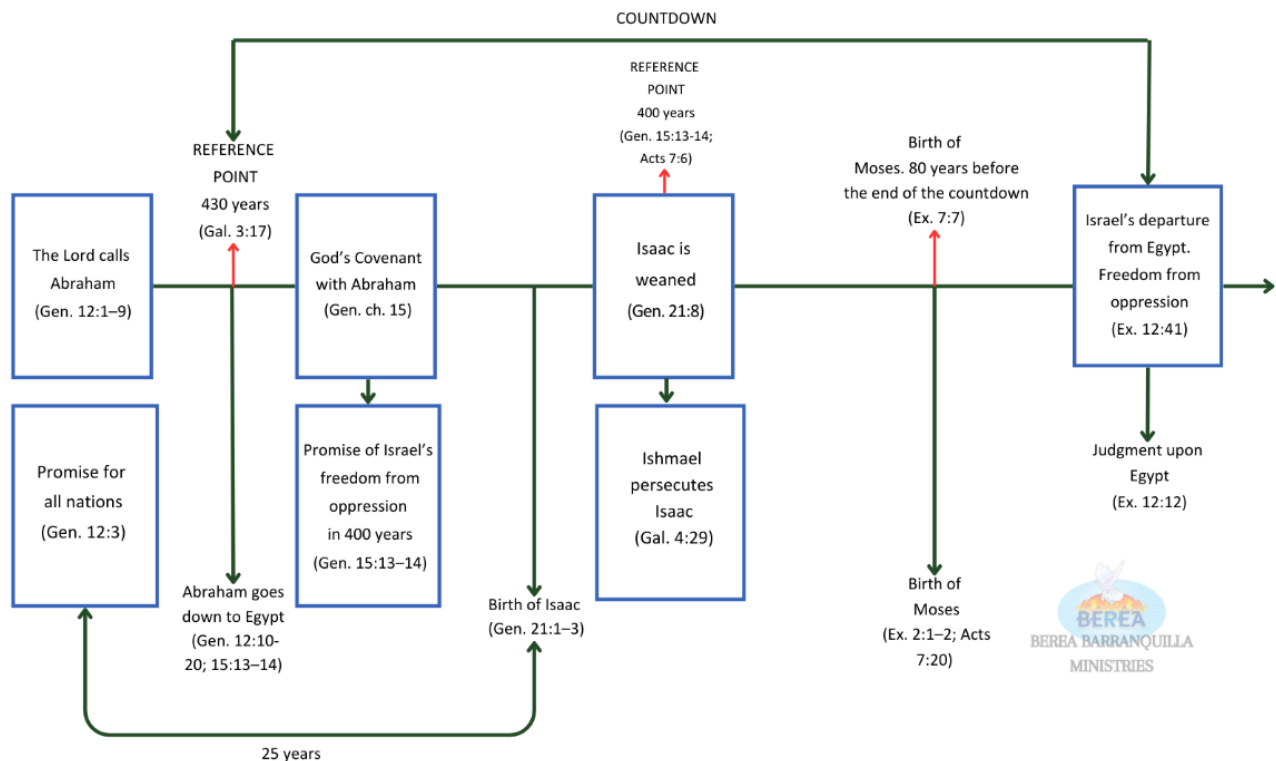 COUNTDOWN
REFERENCE
POINT
430 years
(Gal. 3:17)
REFERENCE
POINT
400 years
(Gen. 15:13-14;
Acts 7:6)
Birth of
Moses. 80 years before
the end of the countdown
(Ex. 7:7)
The Lord calls
Abraham
(Gen. 12:1–9)
God's Covenant
with Abraham
(Gen. ch. 15)
Isaac is
weaned
(Gen. 21:8)
Israel's departure
from Egypt.
Freedom from
oppression
(Ex. 12:41)
Promise for
all nations
(Gen. 12:3)
Promise of Israel's
freedom from
oppression
in 400 years
(Gen. 15:13–14)
Ishmael
persecutes
Isaac
(Gal. 4:29)
Judgment upon
Egypt
(Ex. 12:12)
Abraham goes
down to Egypt
(Gen. 12:10-
20; 15:13–14)
Birth of Isaac
(Gen. 21:1–3)
Birth of
Moses
(Ex. 2:1–2; Acts
7:20)
BEREA
BEREA BARRANQUILLA
MINISTRIES
25 years